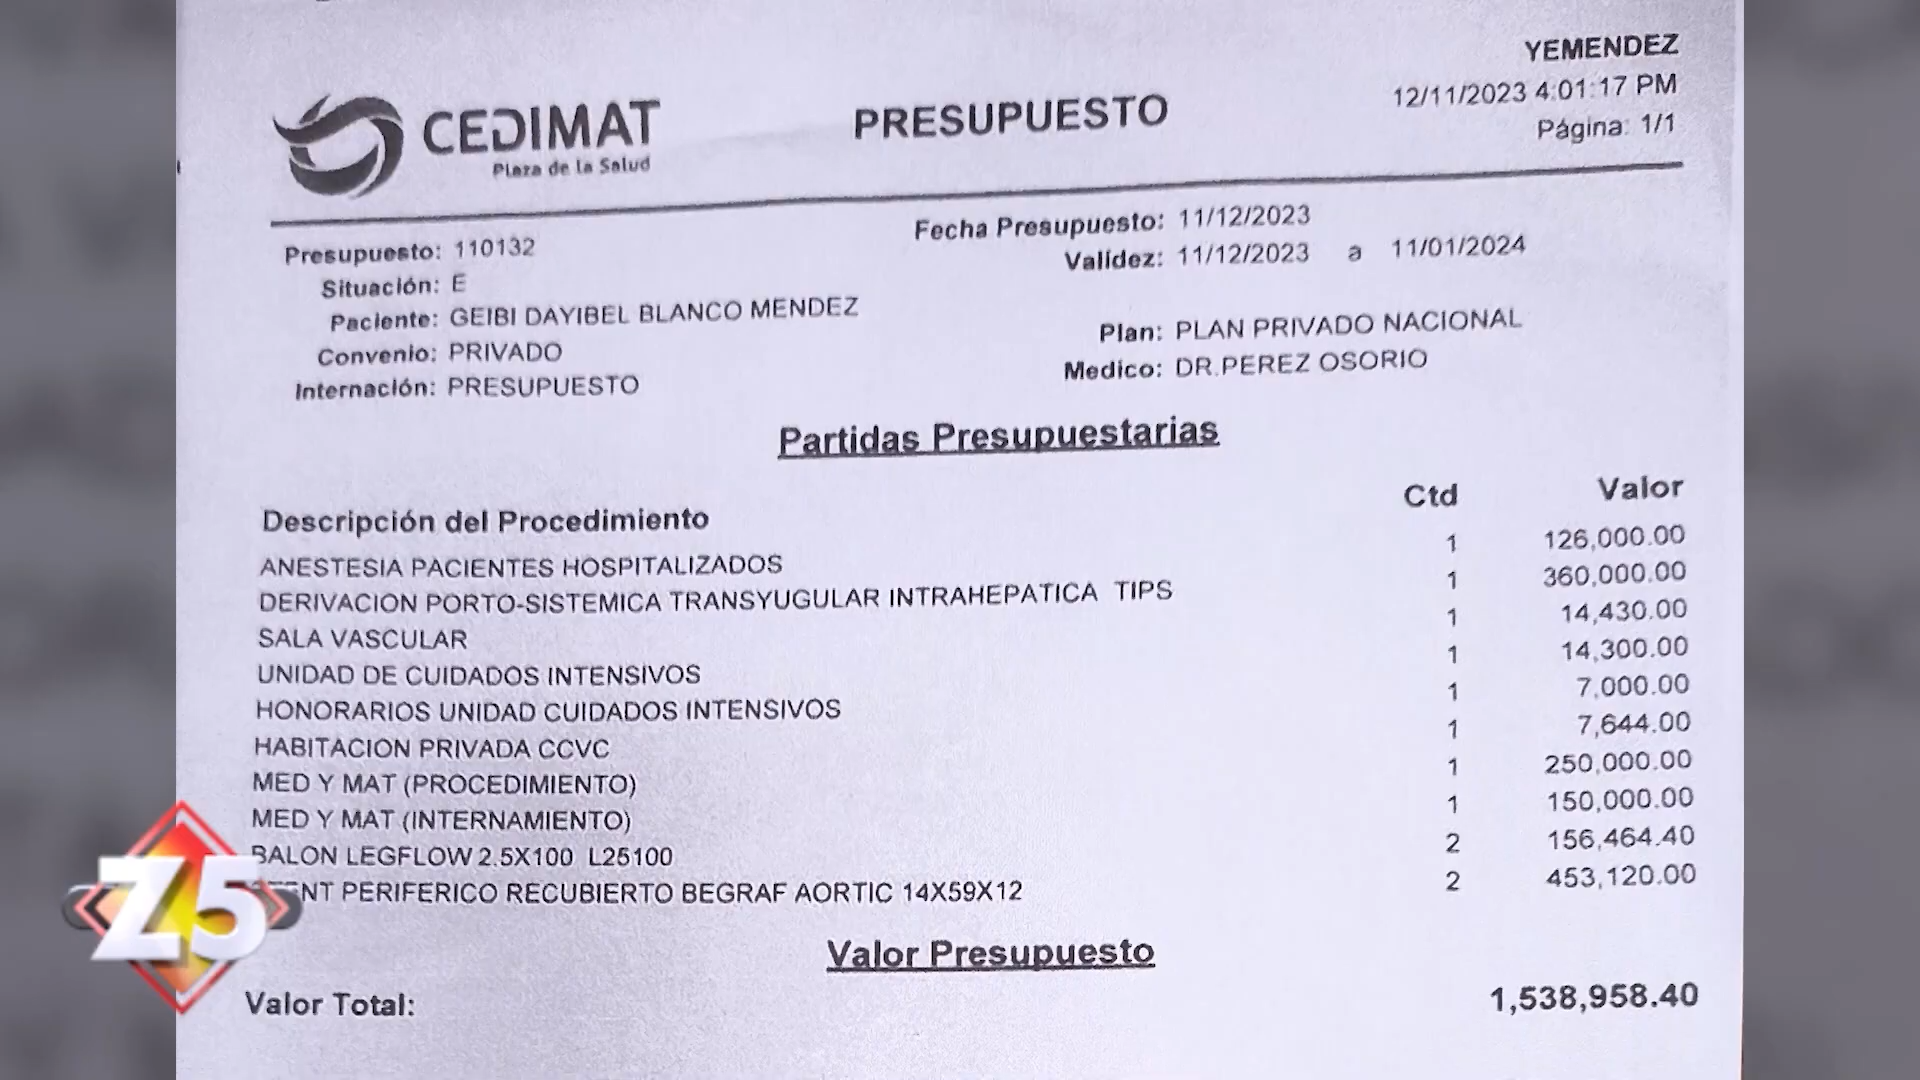 YEMENDEZ
12/11/2023 4:01:17 PM
Página: 1/1
CEDIMAT
Plaza de la Salud
PRESUPUESTO
Presupuesto: 110132
Situación: E
Paciente: GEIBI DAYIBEL BLANCO MENDEZ
Convenio: PRIVADO
Internación: PRESUPUESTO
Fecha Presupuesto: 11/12/2023
Validez: 11/12/2023 a 11/01/2024
Plan: PLAN PRIVADO NACIONAL
Medico: DR.PEREZ OSORIO
Partidas Presupuestarias
Descripción del Procedimiento Ctd Valor
ANESTESIA PACIENTES HOSPITALIZADOS 1 126,000.00
DERIVACION PORTO-SISTEMICA TRANSYUGULAR INTRAHEPATICA TIPS 1 360,000.00
SALA VASCULAR 1 14,430.00
UNIDAD DE CUIDADOS INTENSIVOS 1 14,300.00
HONORARIOS UNIDAD CUIDADOS INTENSIVOS 1 7,000.00
HABITACION PRIVADA CCVC 1 7,644.00
MED Y MAT (PROCEDIMIENTO) 1 250,000.00
MED Y MAT (INTERNAMIENTO) 1 150,000.00
BALON LEGFLOW 2.5X100 L25100 2 156,464.40
PERIFERICO RECUBIERTO BEGRAF AORTIC 14X59X12 2 453,120.00
Valor Presupuesto
Valor Total: 1,538,958.40
Z5